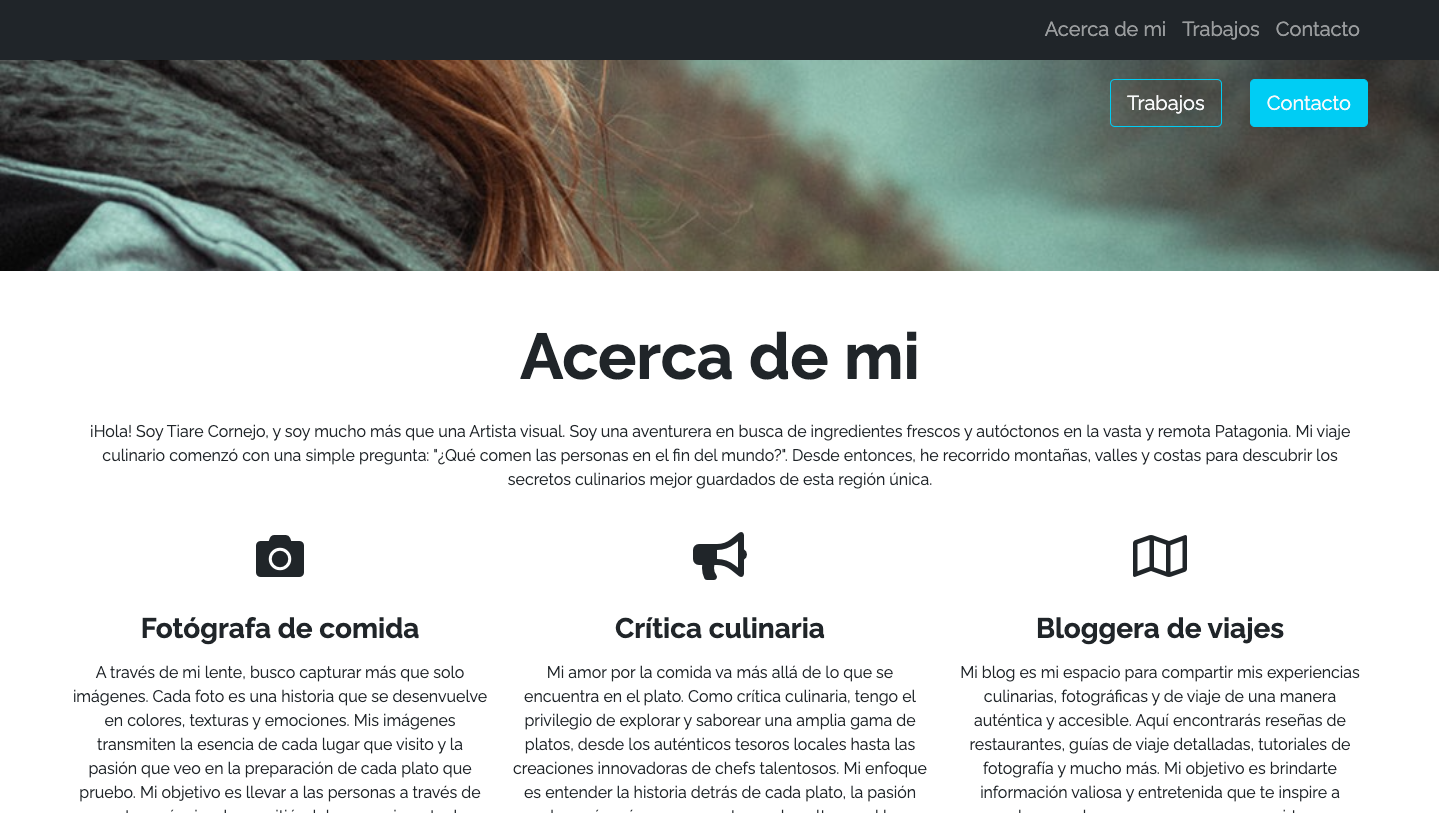 Acerca de mi Trabajos Contacto
Trabajos Contacto
Acerca de mi
¡Hola! Soy Tiare Cornejo, y soy mucho más que una Artista visual. Soy una aventurera en busca de ingredientes frescos y autóctonos en la vasta y remota Patagonia. Mi viaje
culinario comenzó con una simple pregunta: "¿Qué comen las personas en el fin del mundo?". Desde entonces, he recorrido montañas, valles y costas para descubrir los
secretos culinarios mejor guardados de esta región única.
Fotógrafa de comida
A través de mi lente, busco capturar más que solo
imágenes. Cada foto es una historia que se desenvuelve
en colores, texturas y emociones. Mis imágenes
transmiten la esencia de cada lugar que visito y la
pasión que veo en la preparación de cada plato que
pruebo. Mi objetivo es llevar a las personas a través de
Crítica culinaria
Mi amor por la comida va más allá de lo que se
encuentra en el plato. Como crítica culinaria, tengo el
privilegio de explorar y saborear una amplia gama de
platos, desde los auténticos tesoros locales hasta las
creaciones innovadoras de chefs talentosos. Mi enfoque
es entender la historia detrás de cada plato, la pasión
Bloggera de viajes
Mi blog es mi espacio para compartir mis experiencias
culinarias, fotográficas y de viaje de una manera
auténtica y accesible. Aquí encontrarás reseñas de
restaurantes, guías de viaje detalladas, tutoriales de
fotografía y mucho más. Mi objetivo es brindarte
información valiosa y entretenida que te inspire a